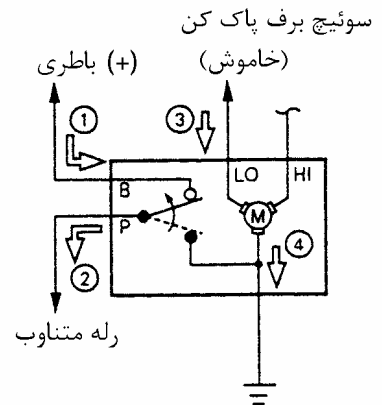 سوئیچ برف پاک کن
(خاموش)
باطری (+)
1
3
LO
HI
B
M
P
4
2
رله متناوب